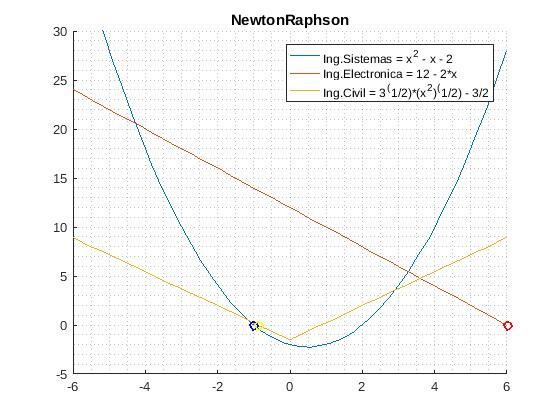 NewtonRaphson
Ing.Sistemas = x² - x - 2
Ing.Electronica = 12 - 2*x
Ing.Civil = 3⁽1/2)*(x²)⁽1/2) - 3/2
30
25
20
15
10
5
0
-5
-6 -4 -2 0 2 4 6